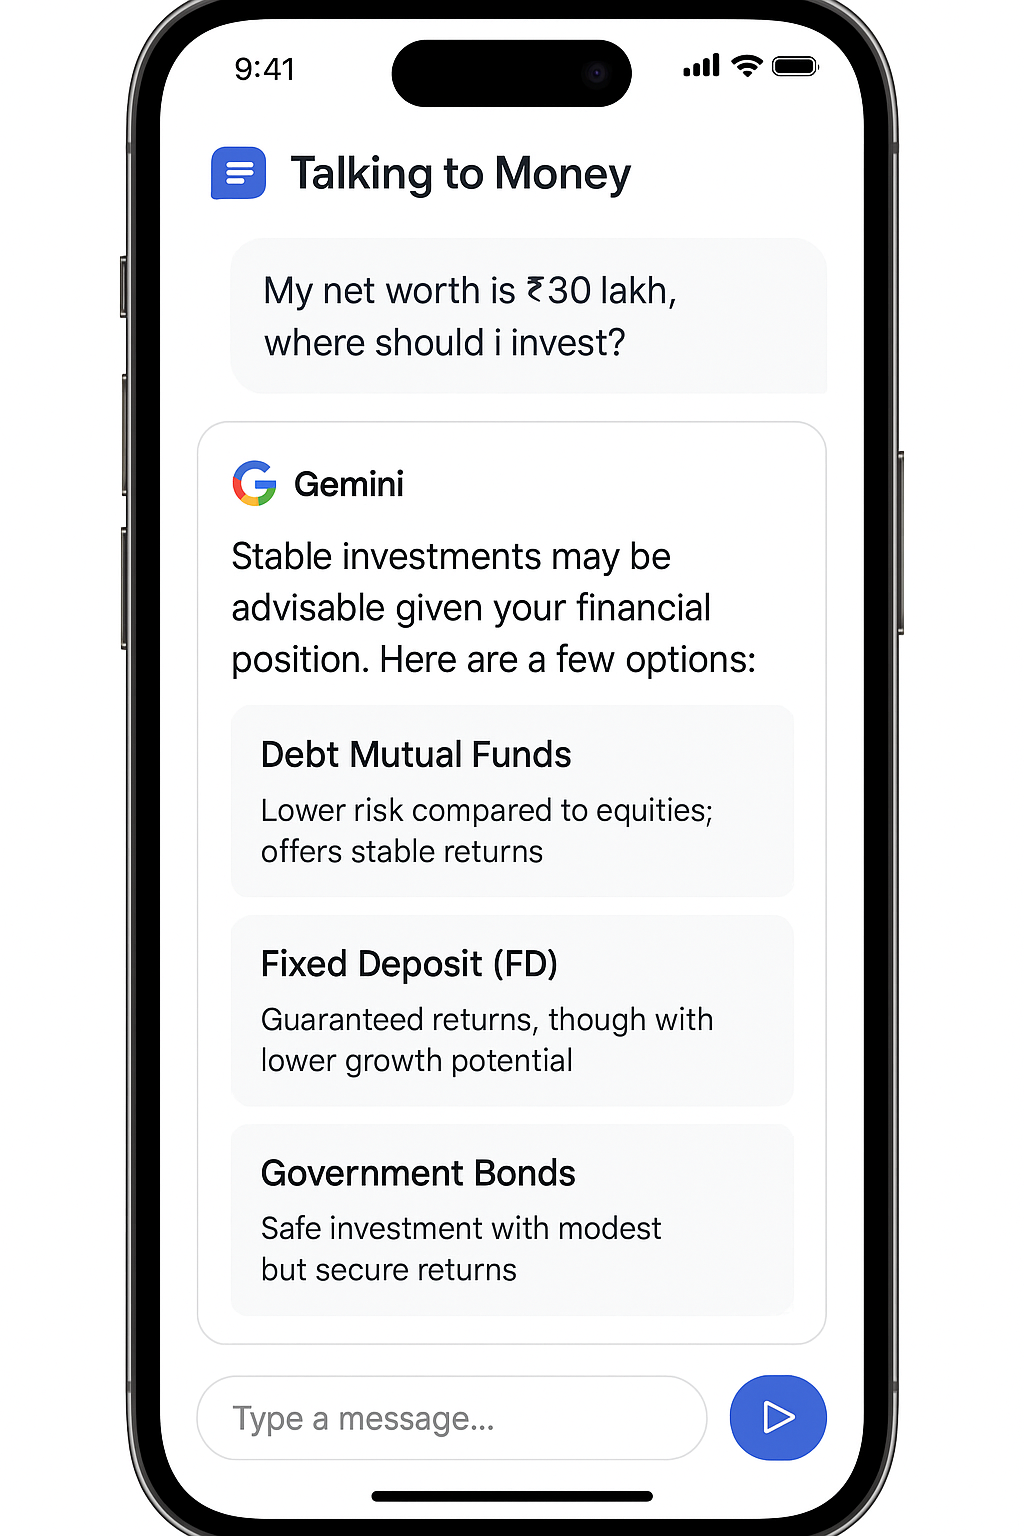 9:41
Talking to Money
My net worth is ₹30 lakh,
where should i invest?
Gemini
Stable investments may be
advisable given your financial
position. Here are a few options:
Debt Mutual Funds
Lower risk compared to equities;
offers stable returns
Fixed Deposit (FD)
Guaranteed returns, though with
lower growth potential
Government Bonds
Safe investment with modest
but secure returns
Type a message...